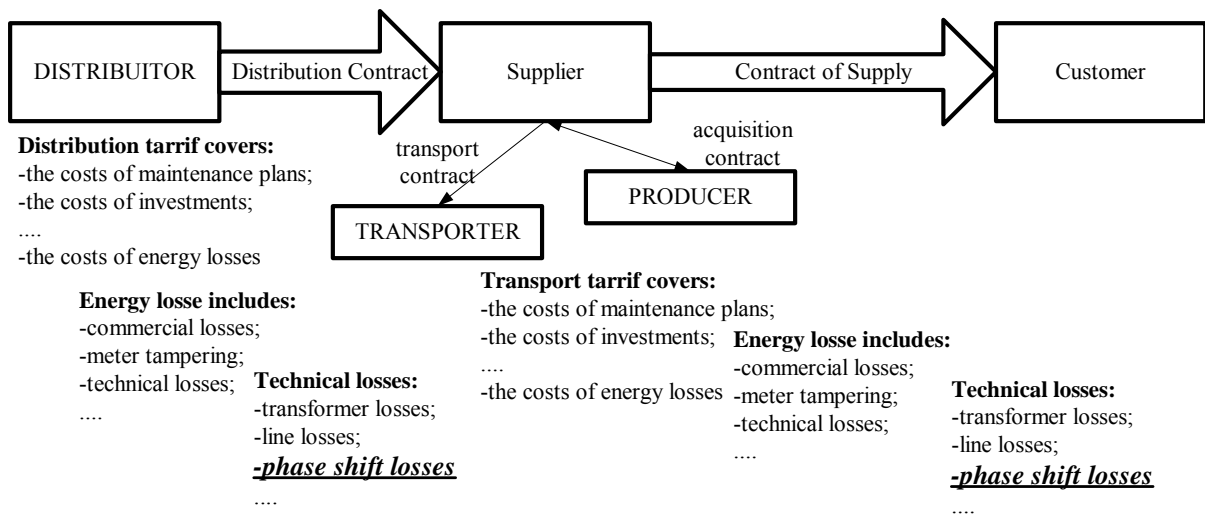 DISTRIBUITOR
Distribution Contract
Supplier
Contract of Supply
Customer
transport
contract
acquisition
contract
TRANSPORTER
PRODUCER
Distribution tarrif covers:
-the costs of maintenance plans;
-the costs of investments;
....
-the costs of energy losses
Energy losse includes:
-commercial losses;
-meter tampering;
-technical losses;
....
Technical losses:
-transformer losses;
-line losses;
-phase shift losses
....
Transport tarrif covers:
-the costs of maintenance plans;
-the costs of investments;
....
-the costs of energy losses
Energy losse includes:
-commercial losses;
-meter tampering;
-technical losses;
....
Technical losses:
-transformer losses;
-line losses;
-phase shift losses
....